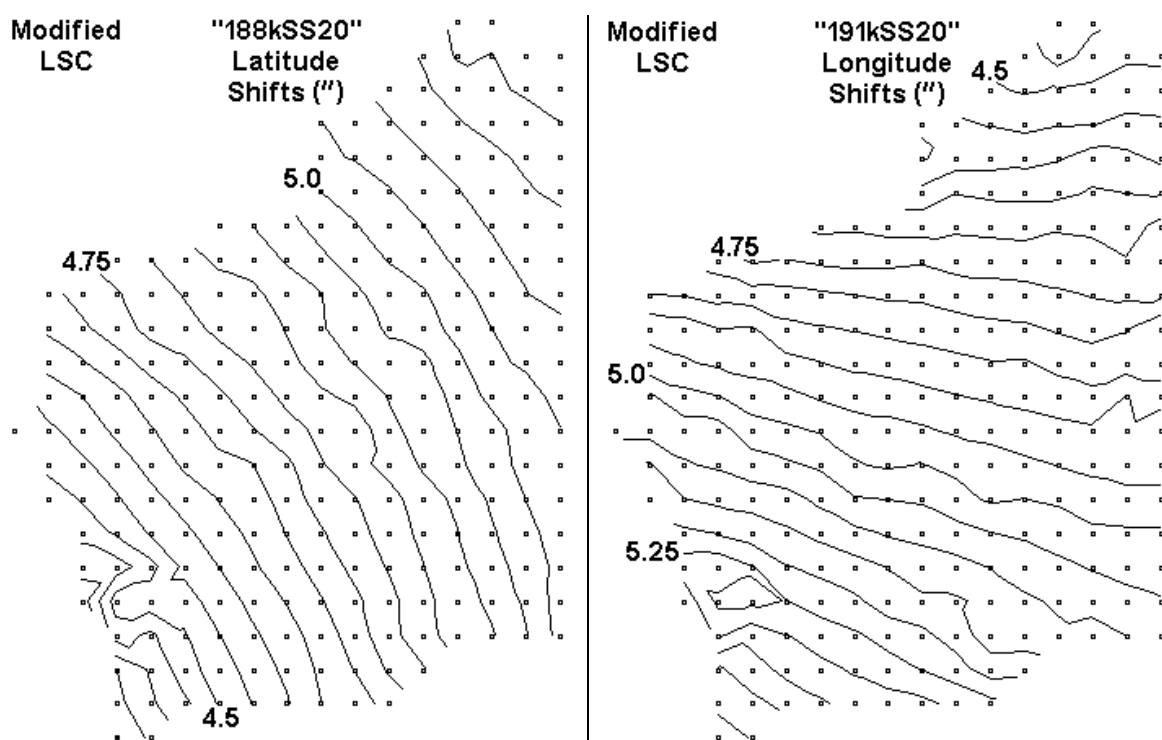 Modified
LSC
"188kSS20"
Latitude
Shifts (")
5.0
4.75
4.5
Modified
LSC
"191kSS20"
Longitude
Shifts (")
4.5
4.75
5.0
5.25